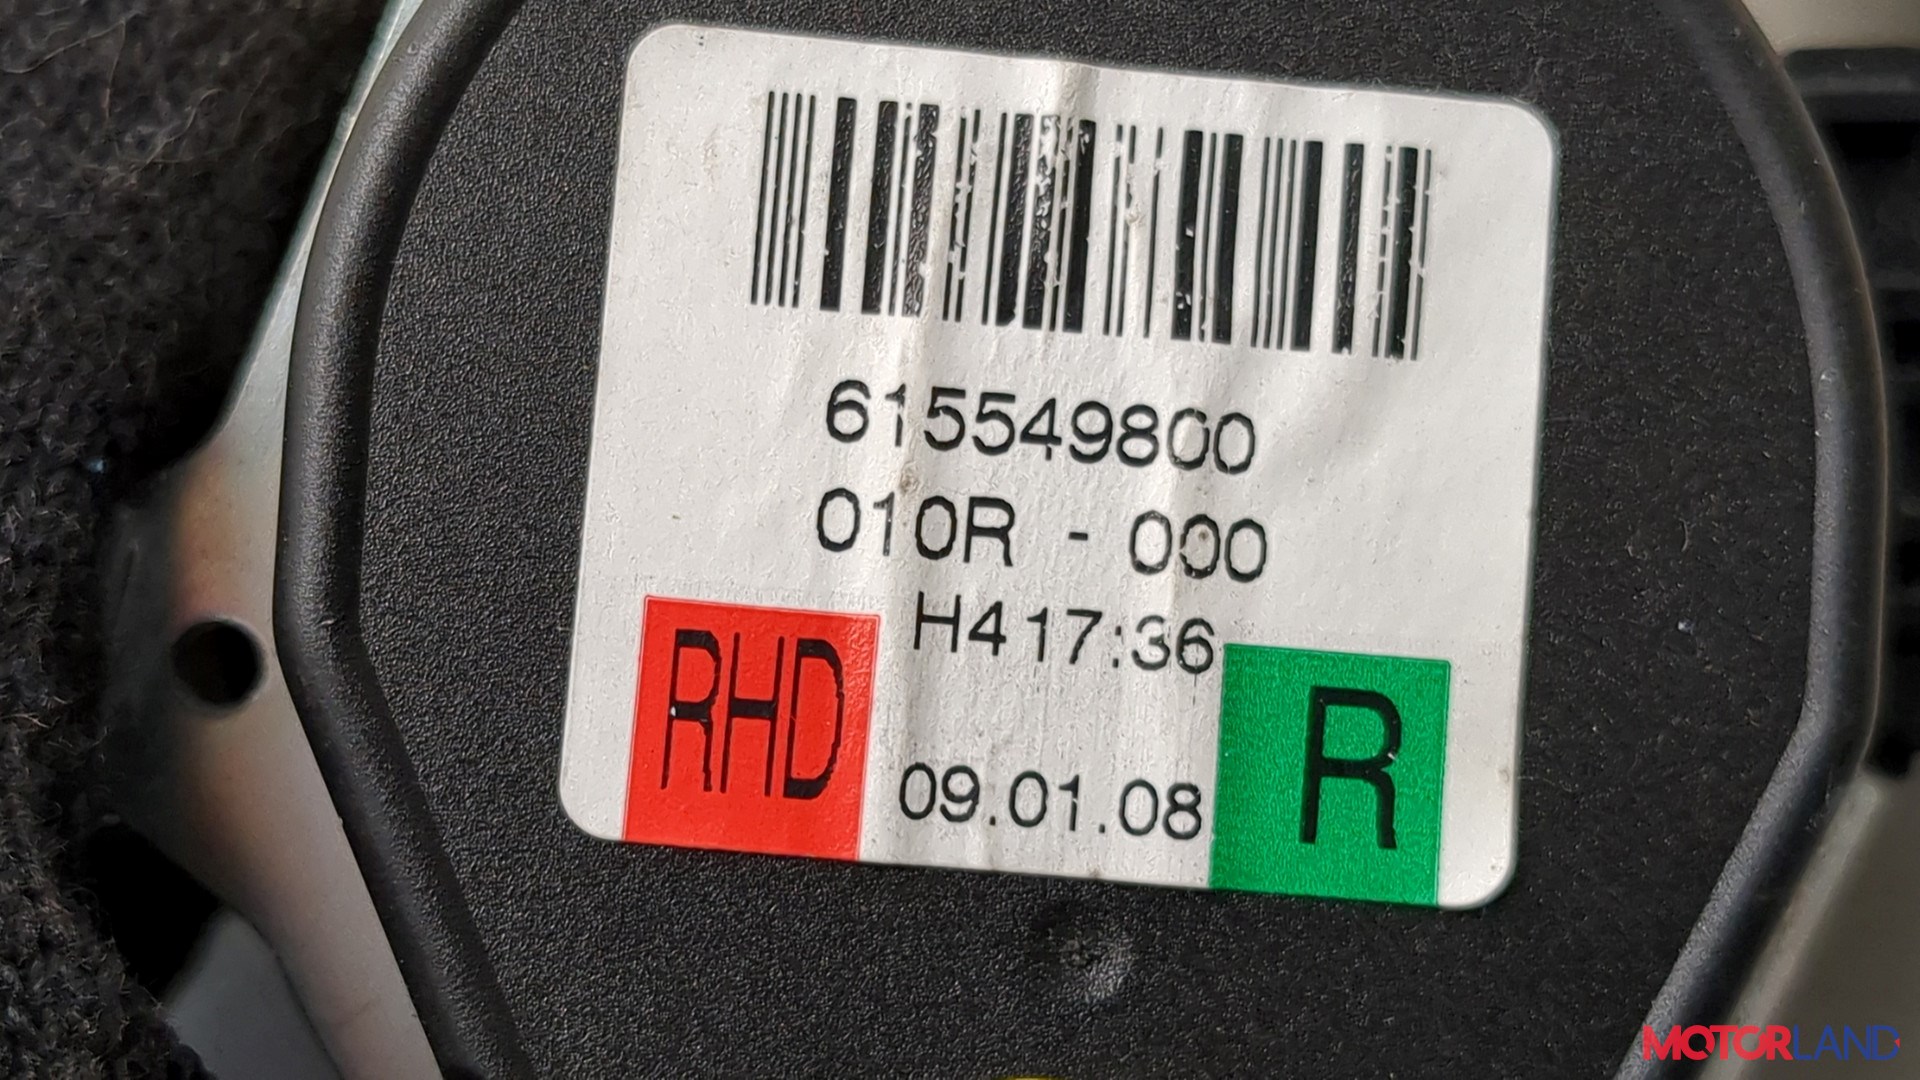 615549800
010R - 000
H417:36
RHD
R
09.01.08
MOTORLAND